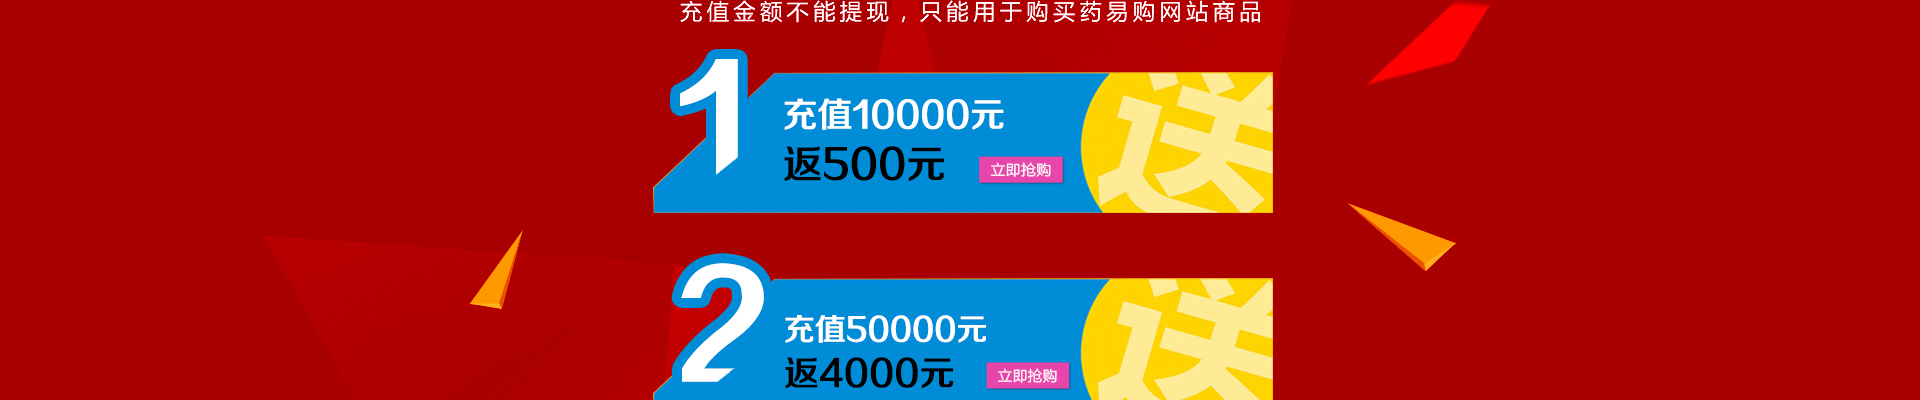 充值金额不能提现，只能用于购买药易购网站商品
1
充值10000元
返500元
立即抢购
送
2
充值50000元
返4000元
立即抢购
送